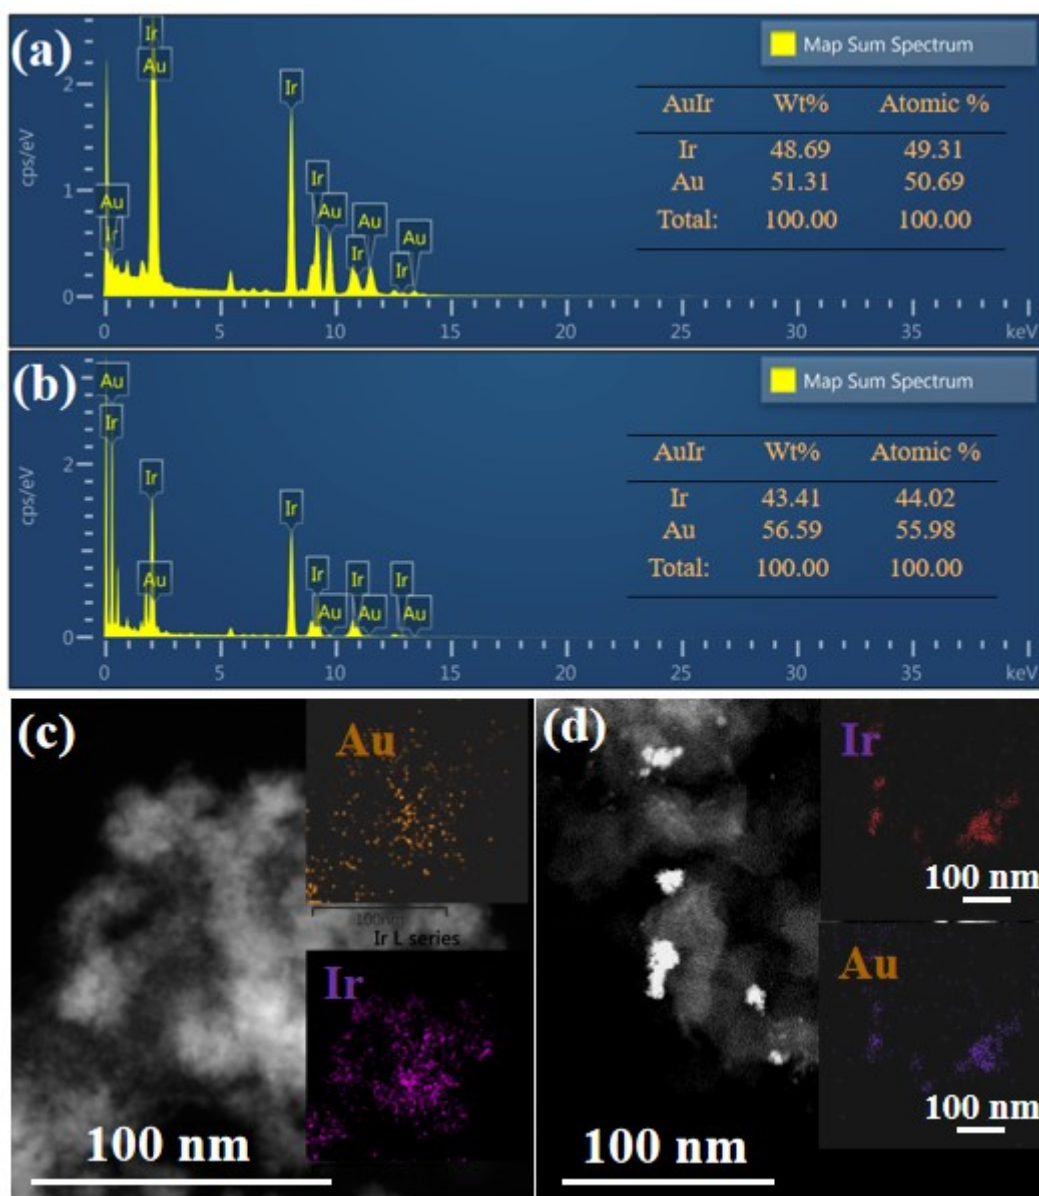 (a)
Map Sum Spectrum
AuIr Wt% Atomic %
Ir 48.69 49.31
Au 51.31 50.69
Total: 100.00 100.00
Ir
Au
Ir
Au
Ir
Ir
Au
Ir
Au
Ir
Au
cps/eV
2
1
0
0 5 10 15 20 25 30 35 keV
(b)
Map Sum Spectrum
AuIr Wt% Atomic %
Ir 43.41 44.02
Au 56.59 55.98
Total: 100.00 100.00
Au
Ir
Ir
Au
Ir
Ir
Au
Ir
Au
Ir
Au
cps/eV
2
0
0 5 10 15 20 25 30 35 keV
(c)
Au
100nm
Ir L series
Ir
100 nm
(d)
Ir
100 nm
Au
100 nm
100 nm